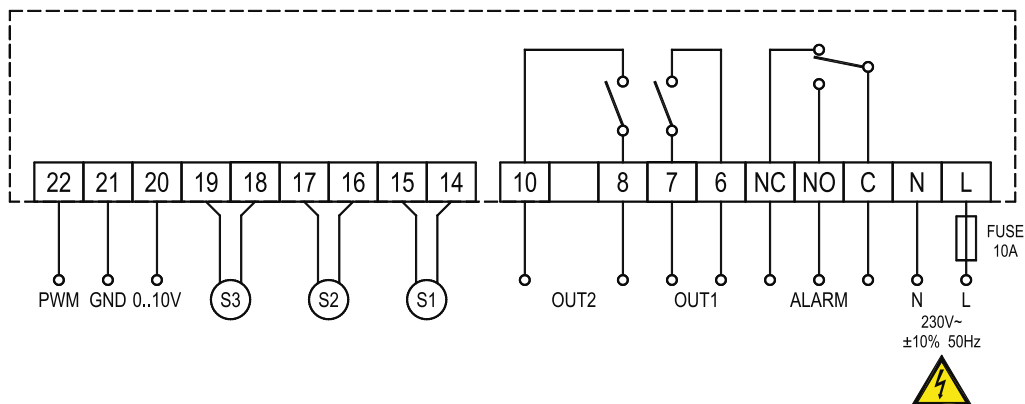 22 21 20 19 18 17 16 15 14 10 8 7 6 NC NO C N L
FUSE
10A
PWM GND 0..10V S3 S2 S1 OUT2 OUT1 ALARM N L
230V~
±10% 50Hz